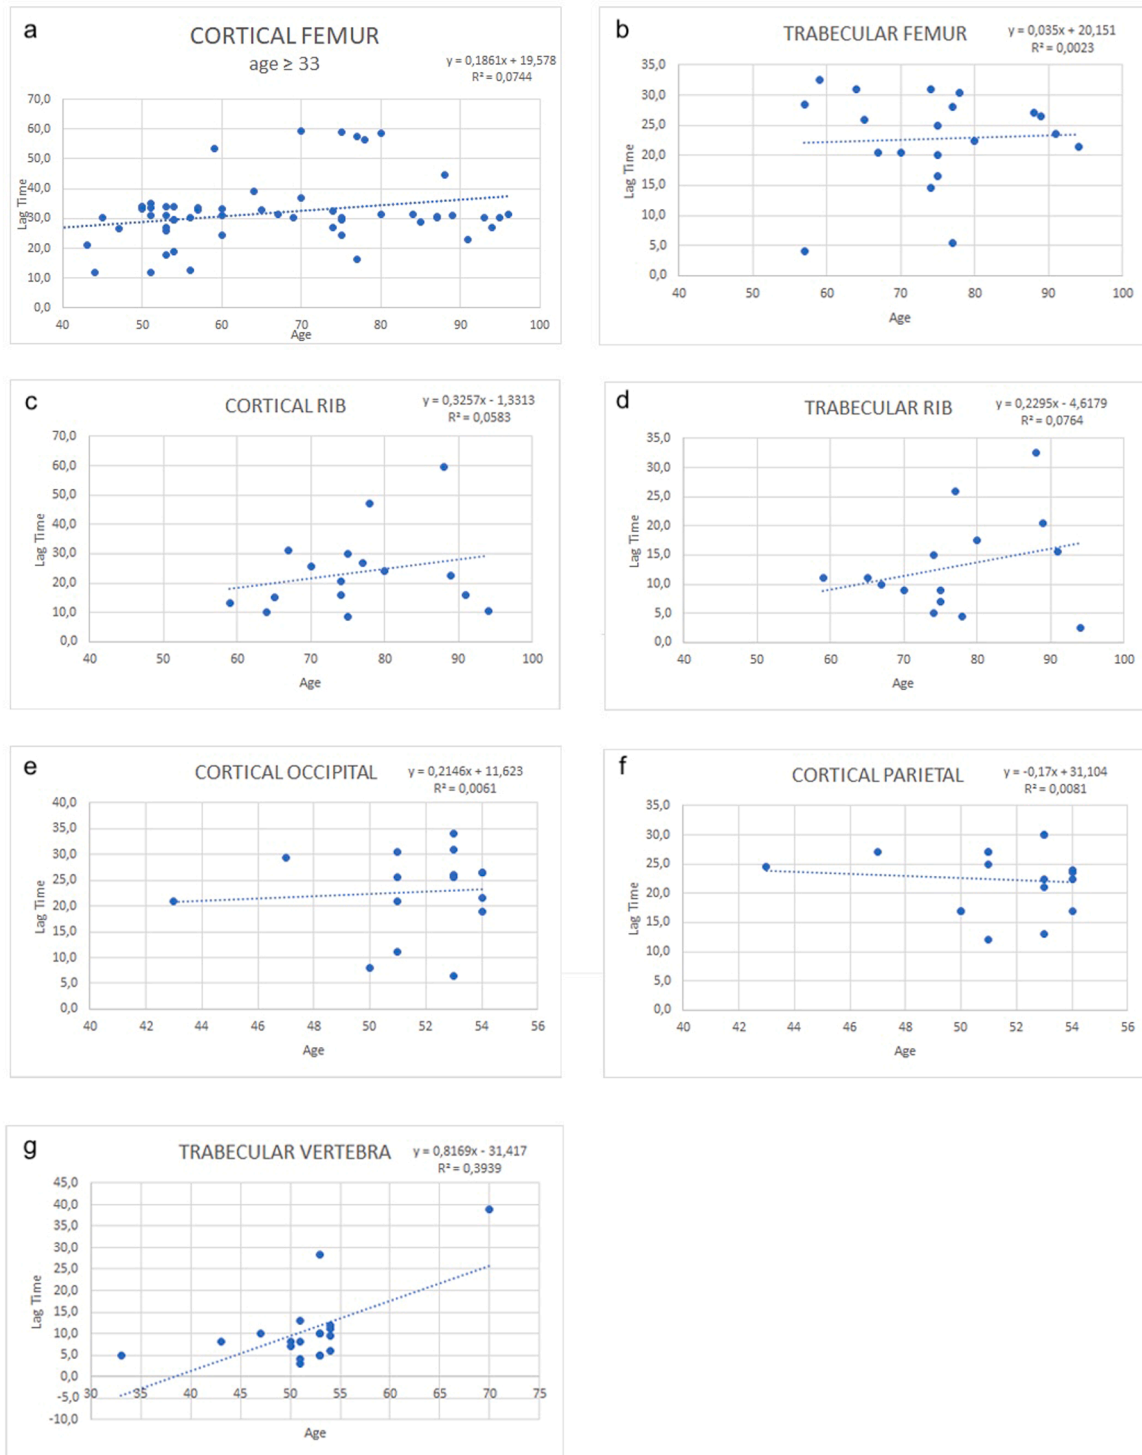 a
CORTICAL FEMUR
age ≥ 33
y = 0,1861x + 19,578
R² = 0,0744
70,0
60,0
50,0
40,0
30,0
20,0
10,0
0,0
Lag Time
40 50 60 70 80 90 100
Age
b
TRABECULAR FEMUR
y = 0,035x + 20,151
R² = 0,0023
35,0
30,0
25,0
20,0
15,0
10,0
5,0
0,0
Lag Time
40 50 60 70 80 90 100
Age
c
CORTICAL RIB
y = 0,3257x - 1,3313
R² = 0,0583
70,0
60,0
50,0
40,0
30,0
20,0
10,0
0,0
Lag Time
40 50 60 70 80 90 100
Age
d
TRABECULAR RIB
y = 0,2295x - 4,6179
R² = 0,0764
35,0
30,0
25,0
20,0
15,0
10,0
5,0
0,0
Lag Time
40 50 60 70 80 90 100
Age
e
CORTICAL OCCIPITAL
y = 0,2146x + 11,623
R² = 0,0061
40,0
35,0
30,0
25,0
20,0
15,0
10,0
5,0
0,0
Lag Time
40 42 44 46 48 50 52 54 56
Age
f
CORTICAL PARIETAL
y = -0,17x + 31,104
R² = 0,0081
35,0
30,0
25,0
20,0
15,0
10,0
5,0
0,0
Lag Time
40 42 44 46 48 50 52 54 56
Age
g
TRABECULAR VERTEBRA
y = 0,8169x - 31,417
R² = 0,3939
45,0
40,0
35,0
30,0
25,0
20,0
15,0
10,0
5,0
0,0
-5,0
-10,0
Lag Time
30 35 40 45 50 55 60 65 70 75
Age